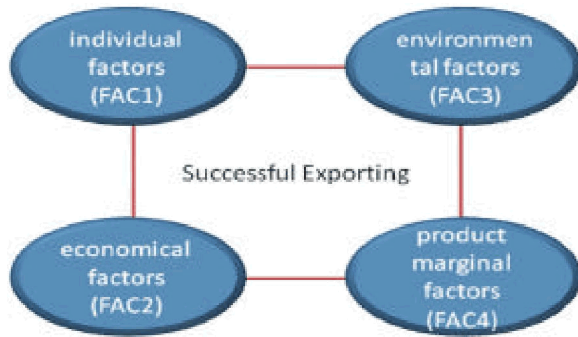 individual
factors
(FAC1)
environmen
tal factors
(FAC3)
Successful Exporting
economical
factors
(FAC2)
product
marginal
factors
(FAC4)